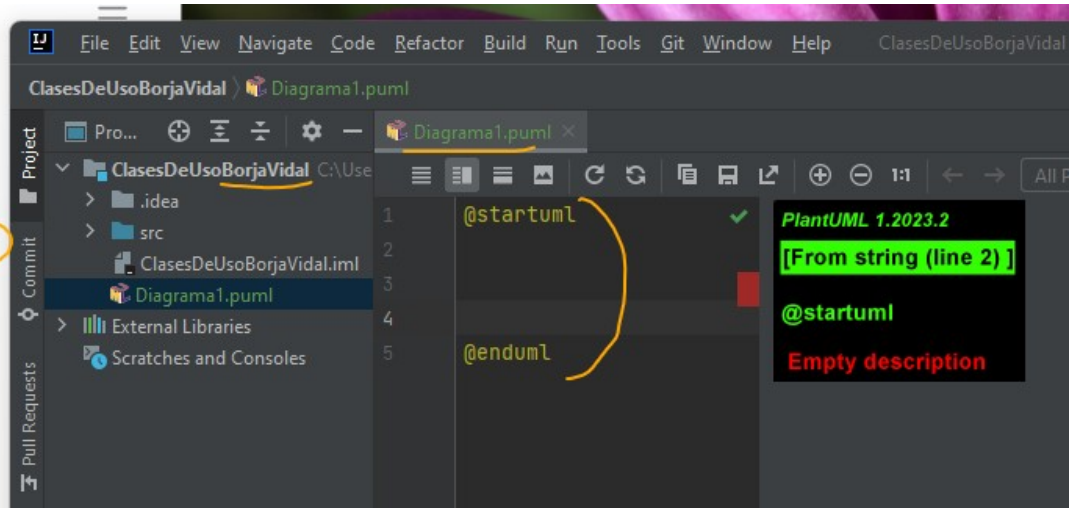 File Edit View Navigate Code Refactor Build Run Tools Git Window Help ClasesDeUsoBorjaVidal
ClasesDeUsoBorjaVidal Diagrama1.puml
Project
Commit
Pull Requests
Pro...
ClasesDeUsoBorjaVidal C:\Use
.idea
src
ClasesDeUsoBorjaVidal.iml
Diagrama1.puml
External Libraries
Scratches and Consoles
Diagrama1.puml
1:1 All
1 @startuml
2
3
4
5 @enduml
PlantUML 1.2023.2
[From string (line 2) ]
@startuml
Empty description